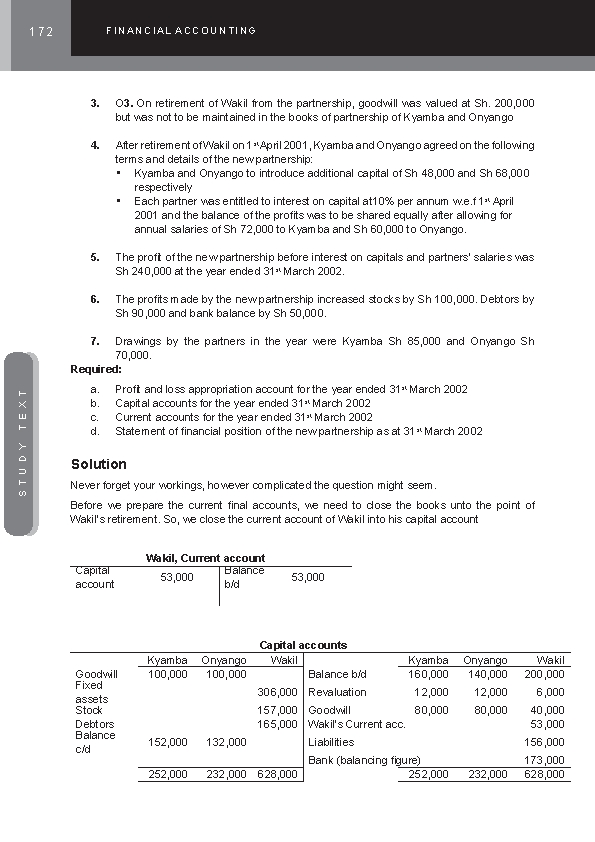 172
FINANCIAL ACCOUNTING
3. O3. On retirement of Wakil from the partnership, goodwill was valued at Sh. 200,000
but was not to be maintained in the books of partnership of Kyamba and Onyango
4. After retirement of Wakil on 1st April 2001, Kyamba and Onyango agreed on the following
terms and details of the new partnership:
• Kyamba and Onyango to introduce additional capital of Sh 48,000 and Sh 68,000
respectively
• Each partner was entitled to interest on capital at10% per annum w.e.f 1st April
2001 and the balance of the profits was to be shared equally after allowing for
annual salaries of Sh 72,000 to Kyamba and Sh 60,000 to Onyango.
5. The profit of the new partnership before interest on capitals and partners' salaries was
Sh 240,000 at the year ended 31st March 2002.
6. The profits made by the new partnership increased stocks by Sh 100,000. Debtors by
Sh 90,000 and bank balance by Sh 50,000.
7. Drawings by the partners in the year were Kyamba Sh 85,000 and Onyango Sh
70,000.
Required:
a. Profit and loss appropriation account for the year ended 31st March 2002
b. Capital accounts for the year ended 31st March 2002
c. Current accounts for the year ended 31st March 2002
d. Statement of financial position of the new partnership as at 31st March 2002
STUDY TEXT
Solution
Never forget your workings, however complicated the question might seem.
Before we prepare the current final accounts, we need to close the books unto the point of
Wakil's retirement. So, we close the current account of Wakil into his capital account
Wakil, Current account
Capital account 53,000 Balance b/d 53,000
Capital accounts
Kyamba Onyango Wakil Kyamba Onyango Wakil
Goodwill 100,000 100,000 Balance b/d 160,000 140,000 200,000
Fixed assets 306,000 Revaluation 12,000 12,000 6,000
Stock 157,000 Goodwill 80,000 80,000 40,000
Debtors 165,000 Wakil's Current acc. 53,000
Balance c/d 152,000 132,000 Liabilities 156,000
Bank (balancing figure) 173,000
252,000 232,000 628,000 252,000 232,000 628,000